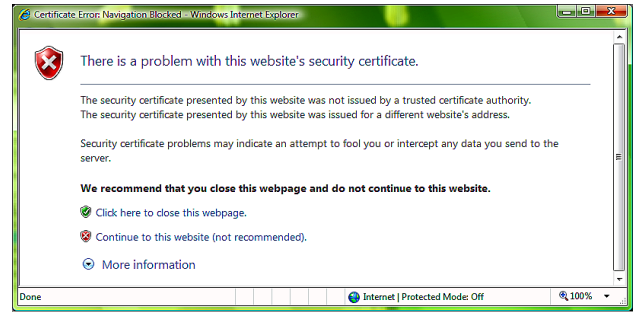 Certificate Error: Navigation Blocked - Windows Internet Explorer
There is a problem with this website's security certificate.
The security certificate presented by this website was not issued by a trusted certificate authority.
The security certificate presented by this website was issued for a different website's address.
Security certificate problems may indicate an attempt to fool you or intercept any data you send to the
server.
We recommend that you close this webpage and do not continue to this website.
Click here to close this webpage.
Continue to this website (not recommended).
More information
Done
Internet | Protected Mode: Off
100%